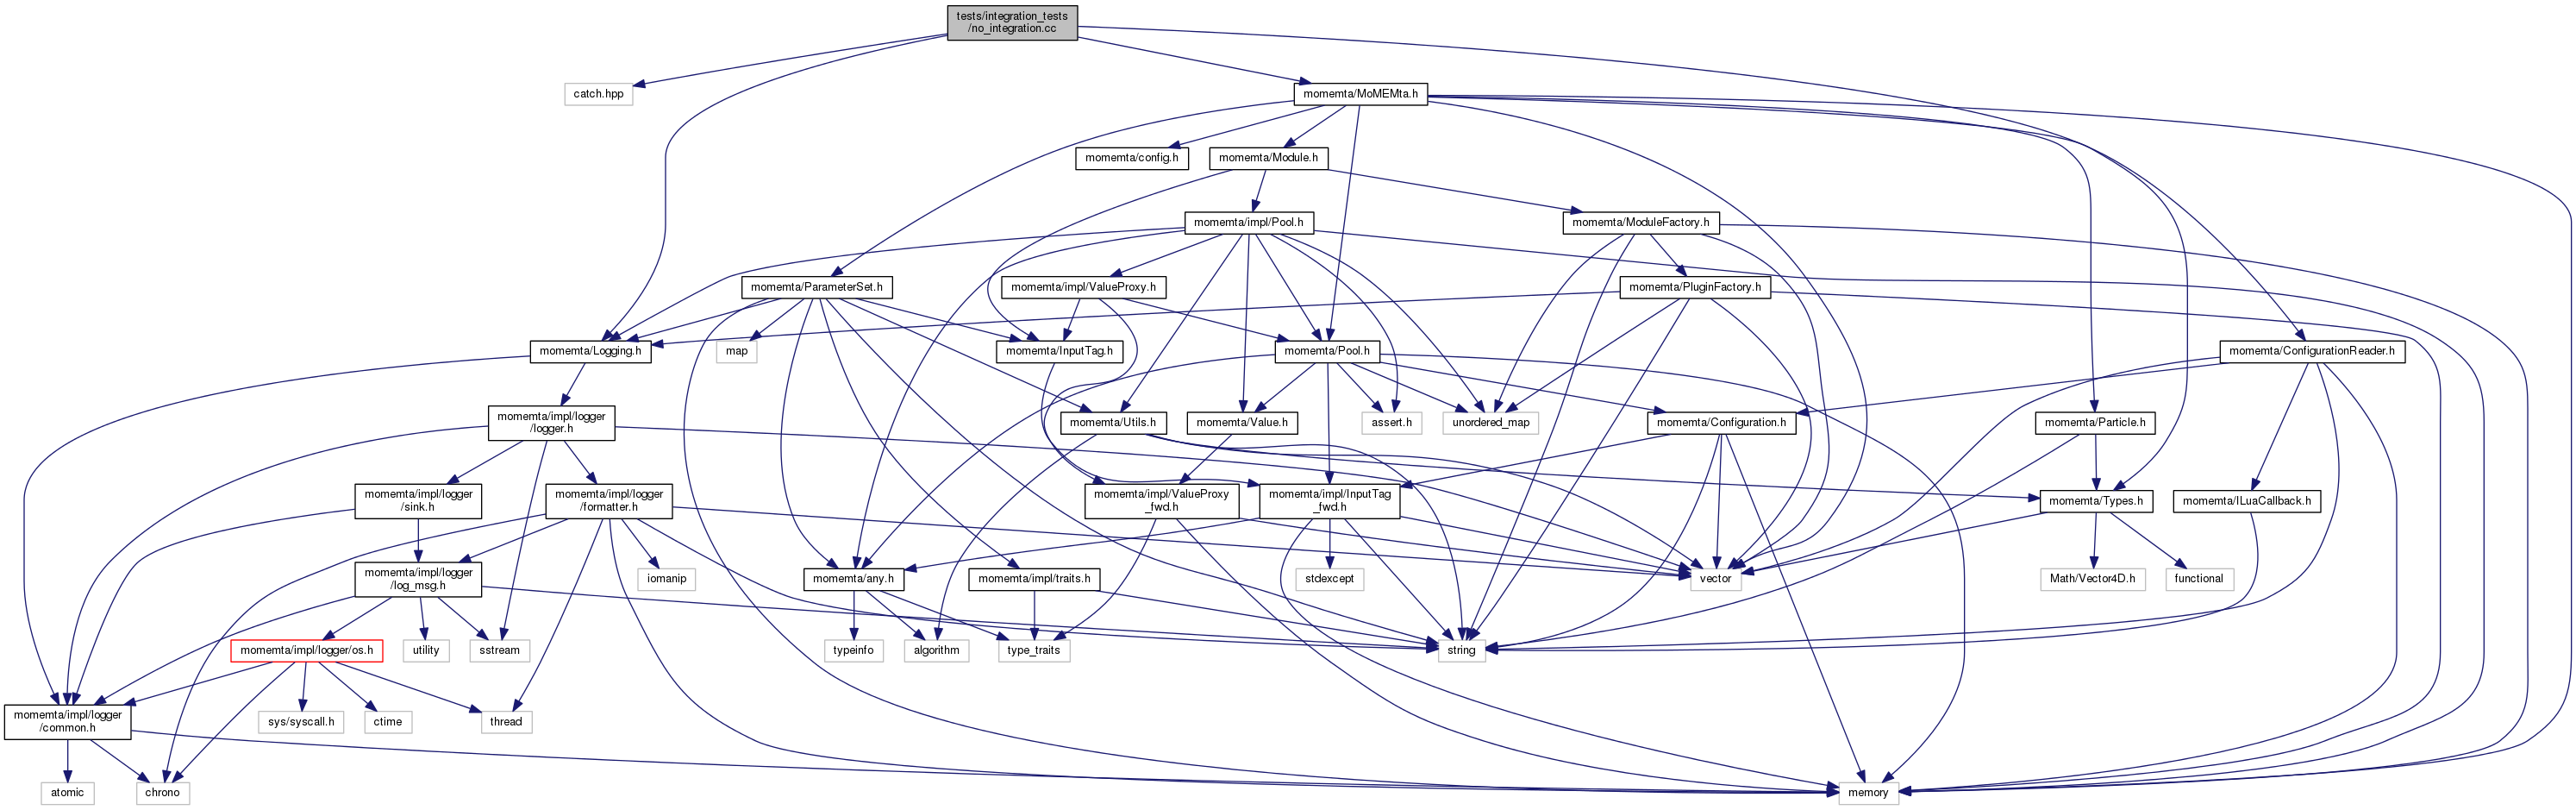 tests/integration_tests
/no_integration.cc
catch.hpp
momemta/MoMEMta.h
momemta/config.h
momemta/Module.h
momemta/impl/Pool.h
momemta/ModuleFactory.h
momemta/ParameterSet.h
momemta/impl/ValueProxy.h
momemta/PluginFactory.h
momemta/Logging.h
map
momemta/InputTag.h
momemta/Pool.h
momemta/ConfigurationReader.h
momemta/impl/logger
/logger.h
momemta/Utils.h
momemta/Value.h
assert.h
unordered_map
momemta/Configuration.h
momemta/Particle.h
momemta/impl/logger
/sink.h
momemta/impl/logger
/formatter.h
momemta/impl/ValueProxy
_fwd.h
momemta/impl/InputTag
_fwd.h
momemta/Types.h
momemta/ILuaCallback.h
momemta/impl/logger
/log_msg.h
iomanip
momemta/any.h
momemta/impl/traits.h
stdexcept
vector
Math/Vector4D.h
functional
momemta/impl/logger/os.h
utility
sstream
typeinfo
algorithm
type_traits
string
momemta/impl/logger
/common.h
sys/syscall.h
ctime
thread
atomic
chrono
memory